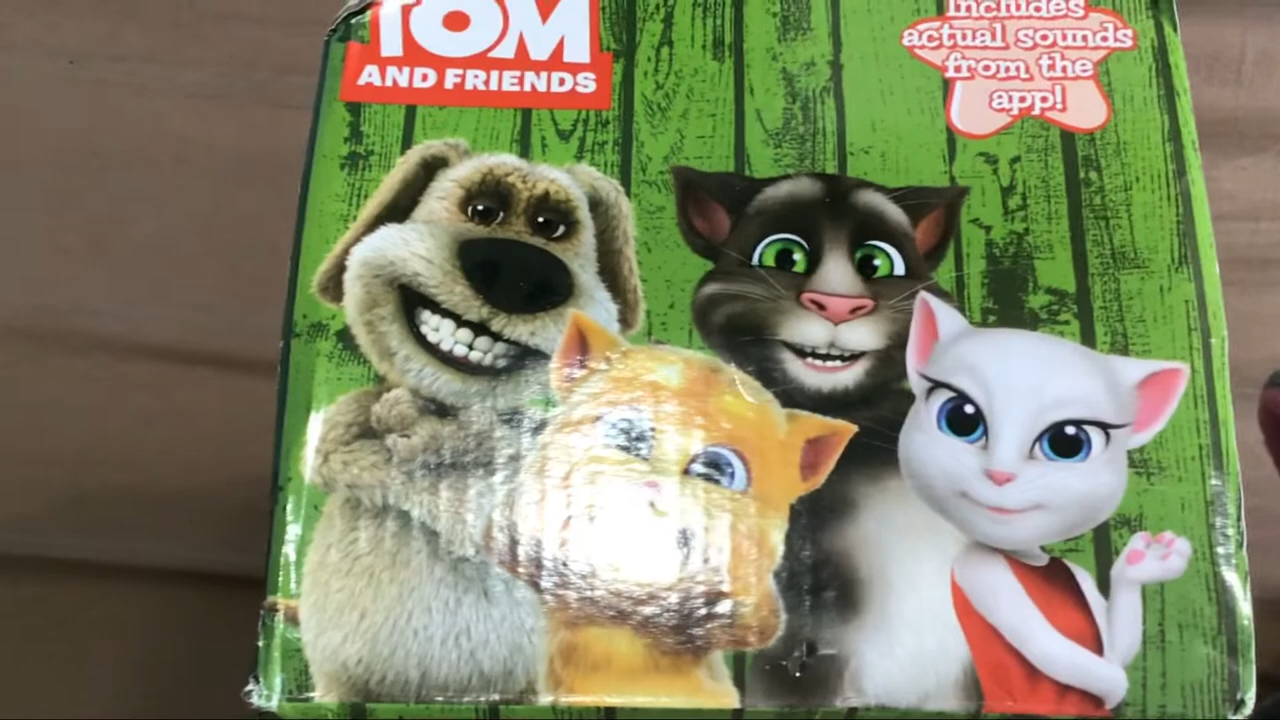 TOM
AND FRIENDS
Includes
actual sounds
from the
app!